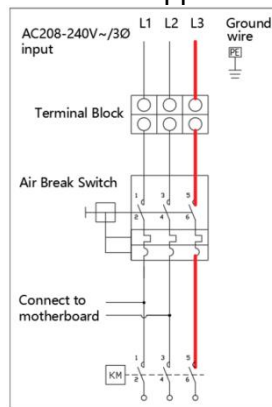 AC208-240V~/3Ø
input
L1 L2 L3
Ground
wire
PE
Terminal Block
Air Break Switch
1 3 5
2 4 6
Connect to
motherboard
1 3 5
KM
2 4 6